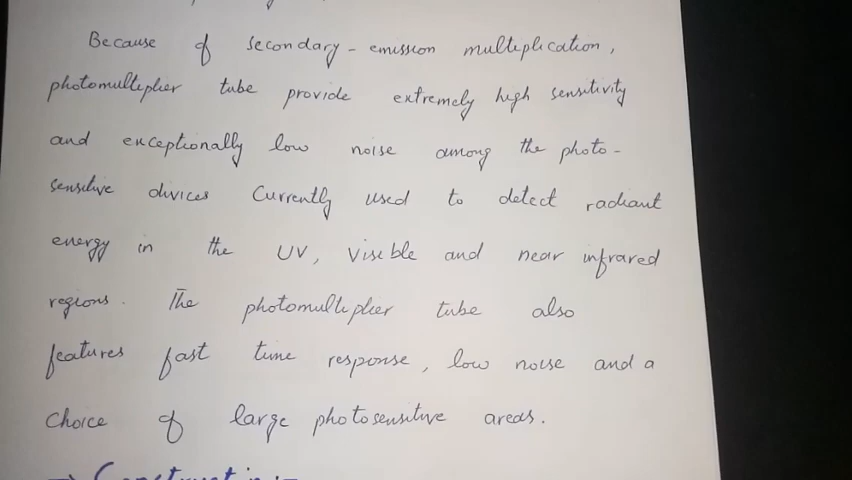 Because of secondary-emission multiplication,
photomultiplier tube provide extremely high sensitivity
and exceptionally low noise among the photo-
sensitive divices Currently used to detect radiant
energy in the UV, visible and near infrared
regions. The photomultiplier tube also
features fast time response, low noise and a
Choice of large photosensitive areas.
→ Construction :-